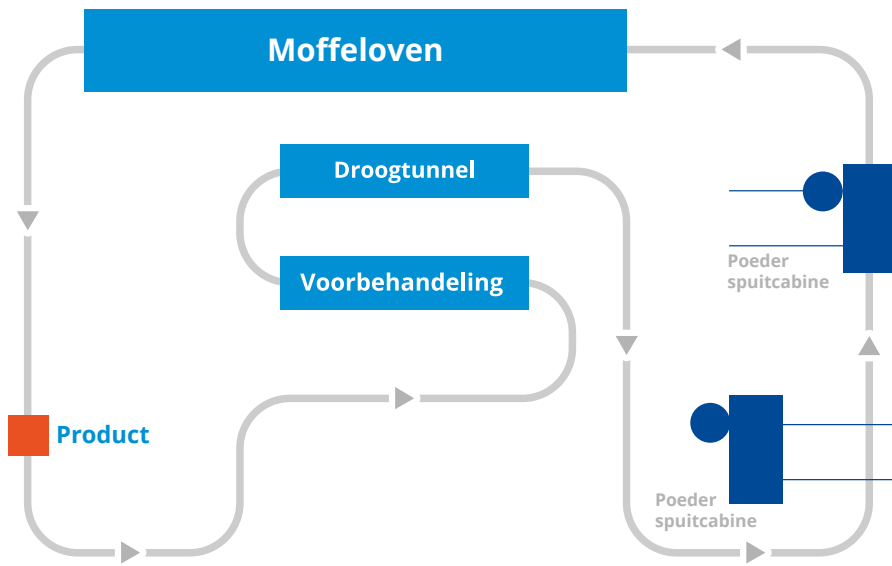 Moffeloven
Droogtunnel
Voorbehandeling
Poeder
spuitcabine
Product
Poeder
spuitcabine